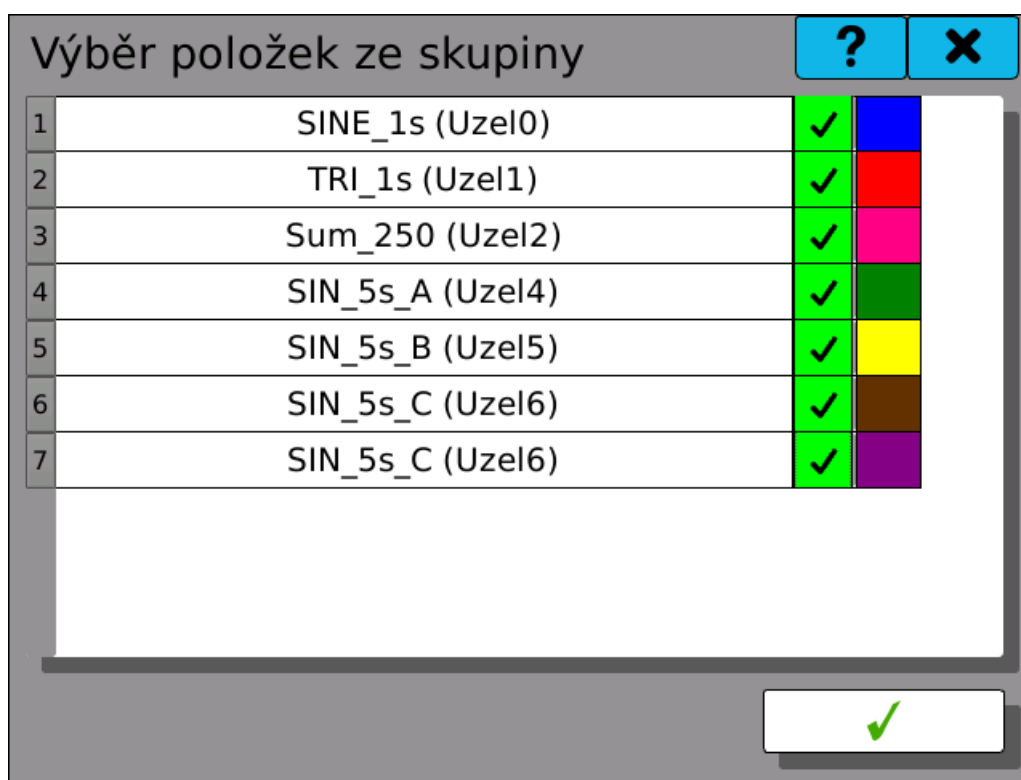 Výběr položek ze skupiny ?
1 SINE_1s (Uzel0)
2 TRI_1s (Uzel1)
3 Sum_250 (Uzel2)
4 SIN_5s_A (Uzel4)
5 SIN_5s_B (Uzel5)
6 SIN_5s_C (Uzel6)
7 SIN_5s_C (Uzel6)